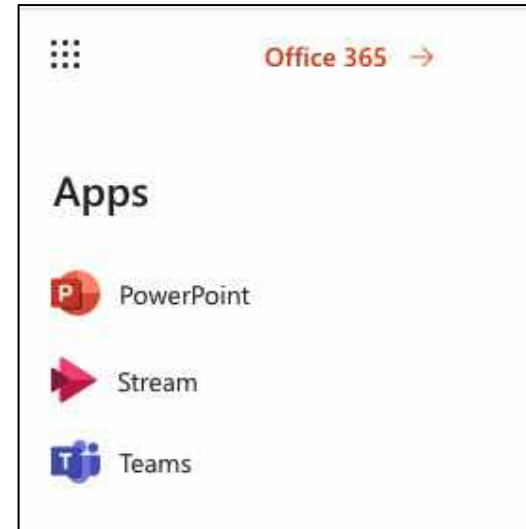 Office 365 →
Apps
P PowerPoint
Stream
T Teams